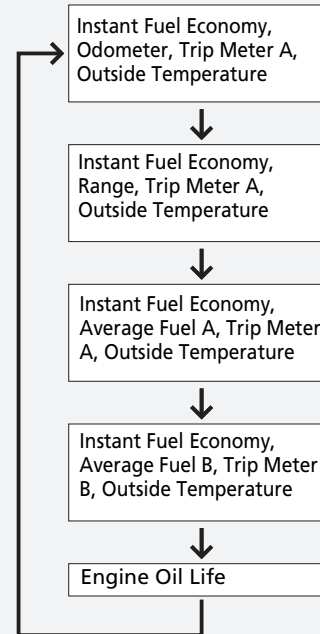 Instant Fuel Economy,
Odometer, Trip Meter A,
Outside Temperature
Instant Fuel Economy,
Range, Trip Meter A,
Outside Temperature
Instant Fuel Economy,
Average Fuel A, Trip Meter
A, Outside Temperature
Instant Fuel Economy,
Average Fuel B, Trip Meter
B, Outside Temperature
Engine Oil Life